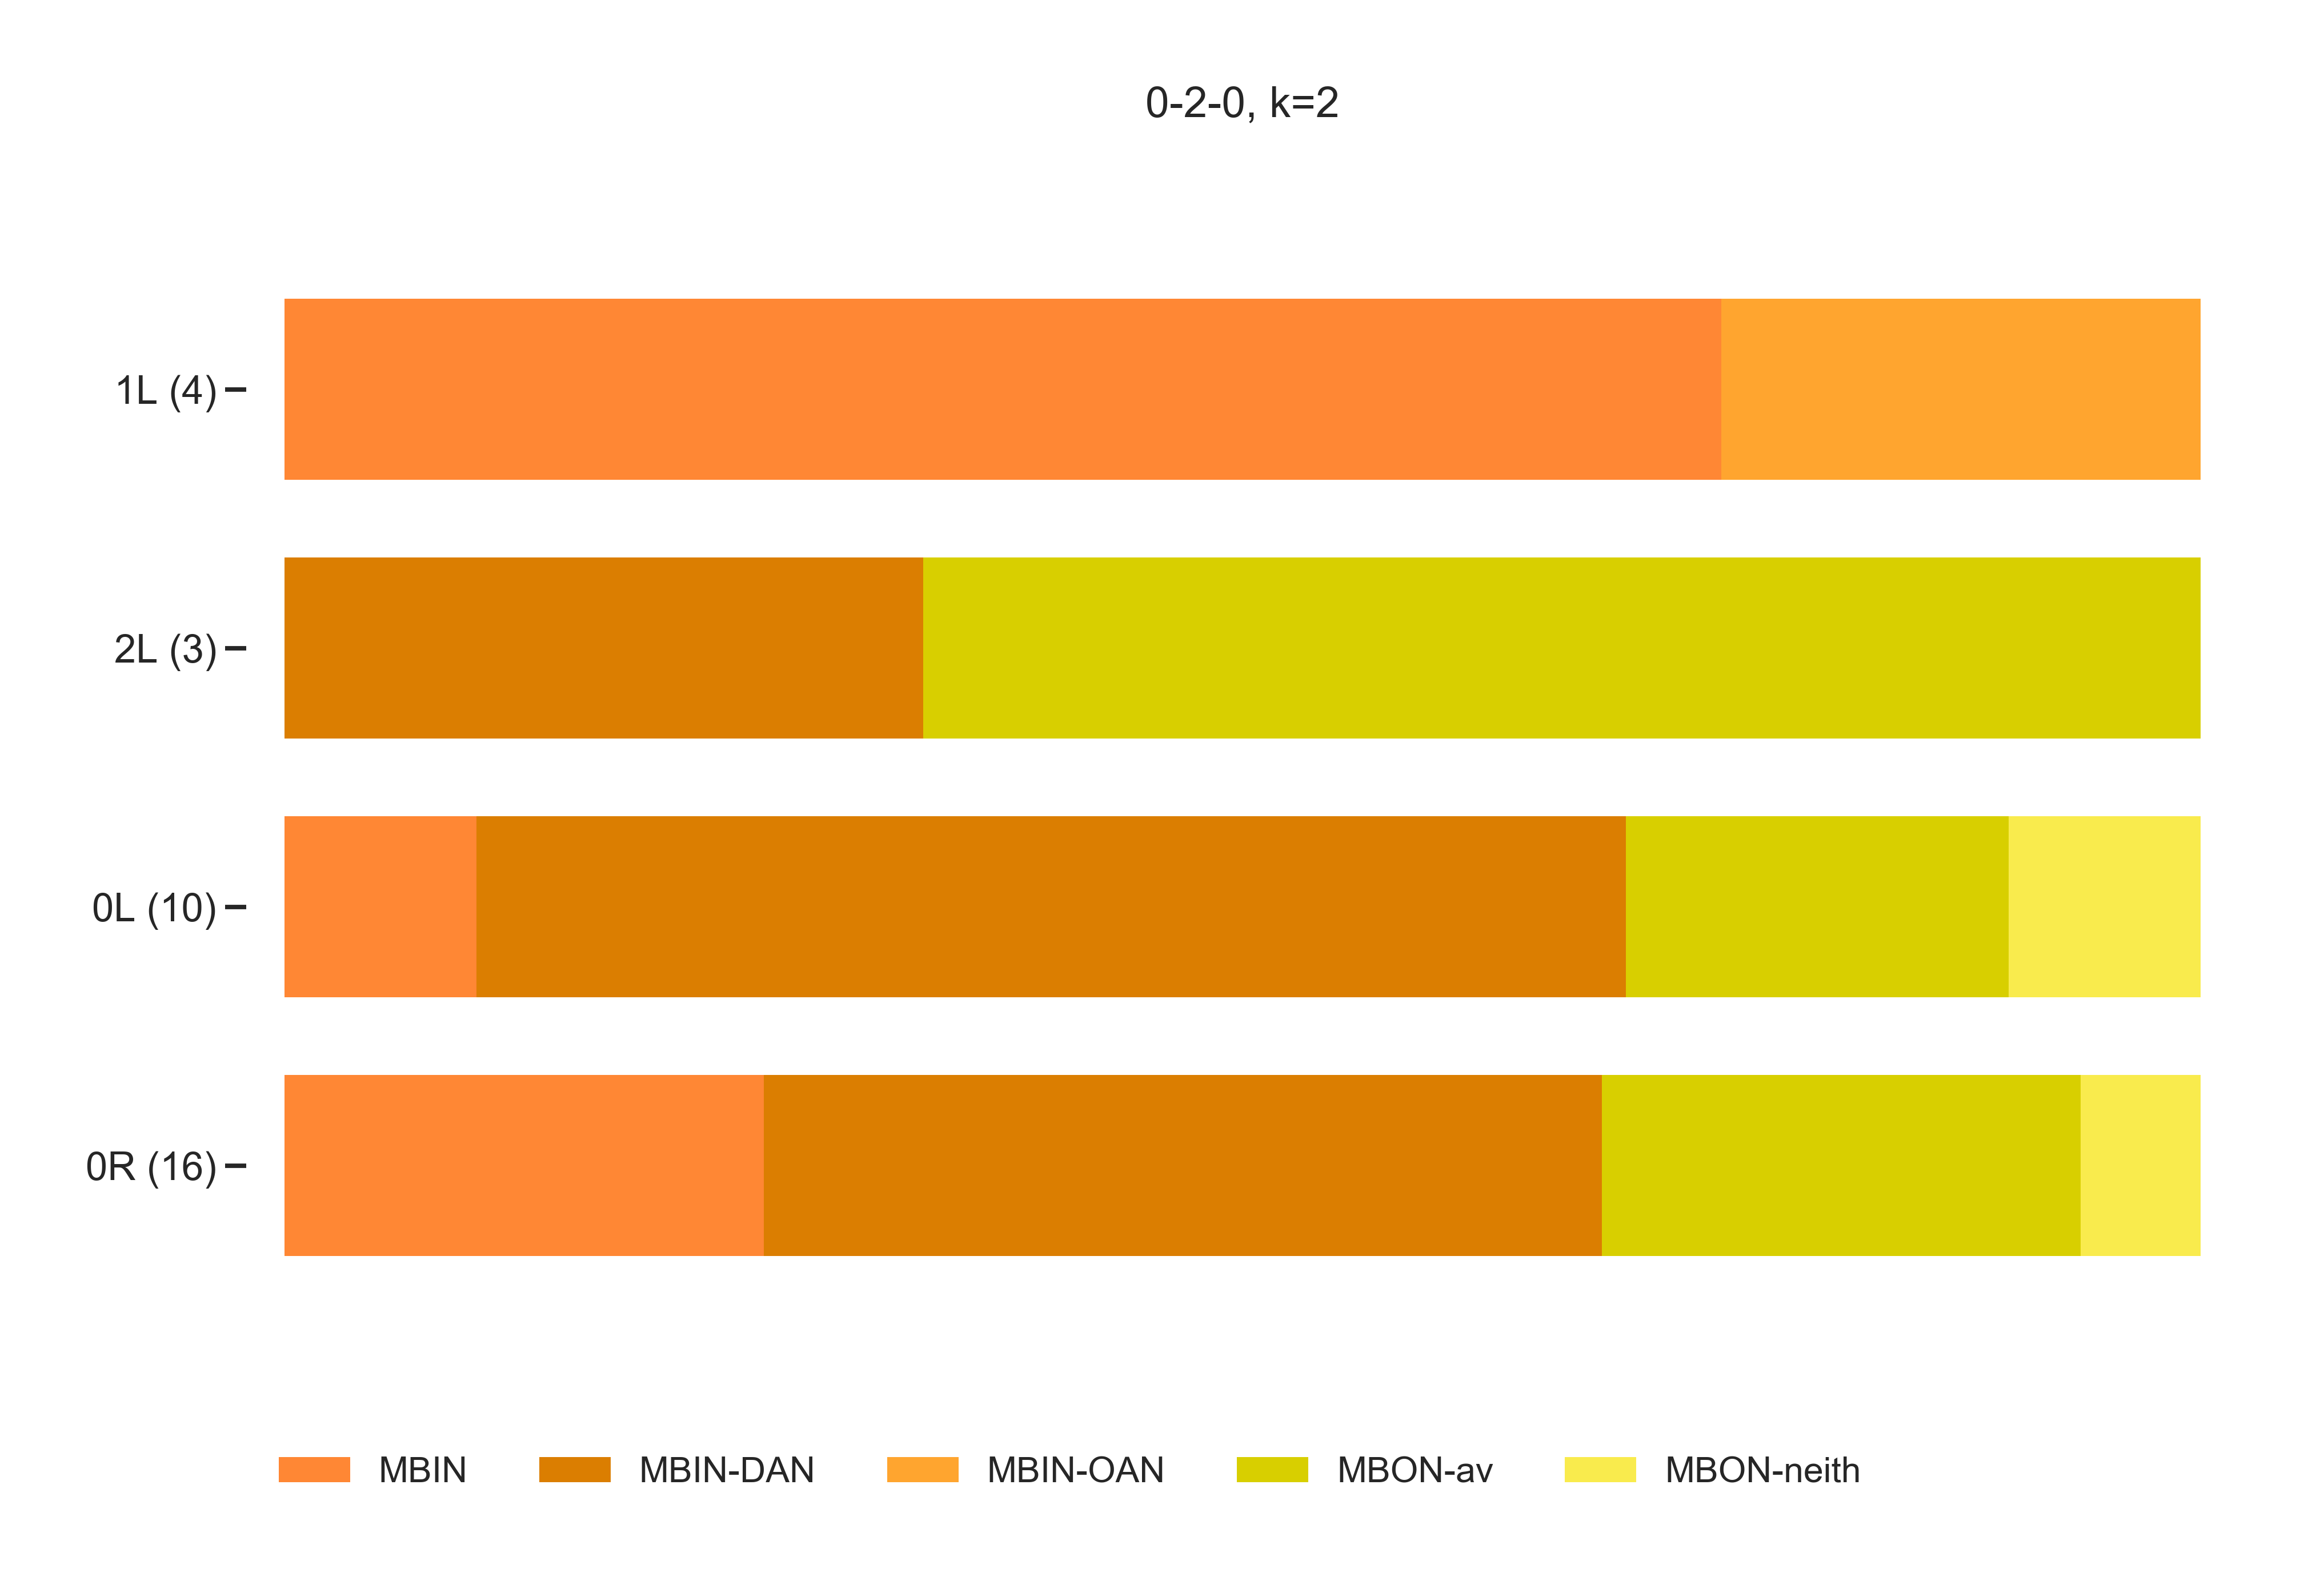 0-2-0, k=2
1L (4)
2L (3)
0L (10)
0R (16)
MBIN MBIN-DAN MBIN-OAN MBON-av MBON-neith